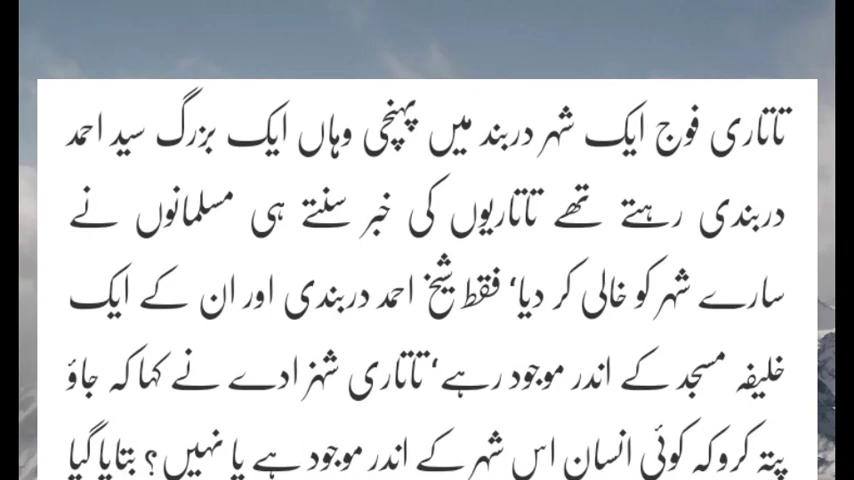 تاتاری فوج ایک شہر دربند میں پہنچی وہاں ایک بزرگ سید احمد
دربندی رہتے تھے تاتاریوں کی خبر سنتے ہی مسلمانوں نے
سارے شہر کو خالی کر دیا، فقط شیخ احمد دربندی اور ان کے ایک
خلیفہ مسجد کے اندر موجود رہے، تاتاری شہزادے نے کہا کہ جاؤ
پتہ کرو کہ کوئی انسان اس شہر کے اندر موجود ہے یا نہیں؟ بتایا گیا